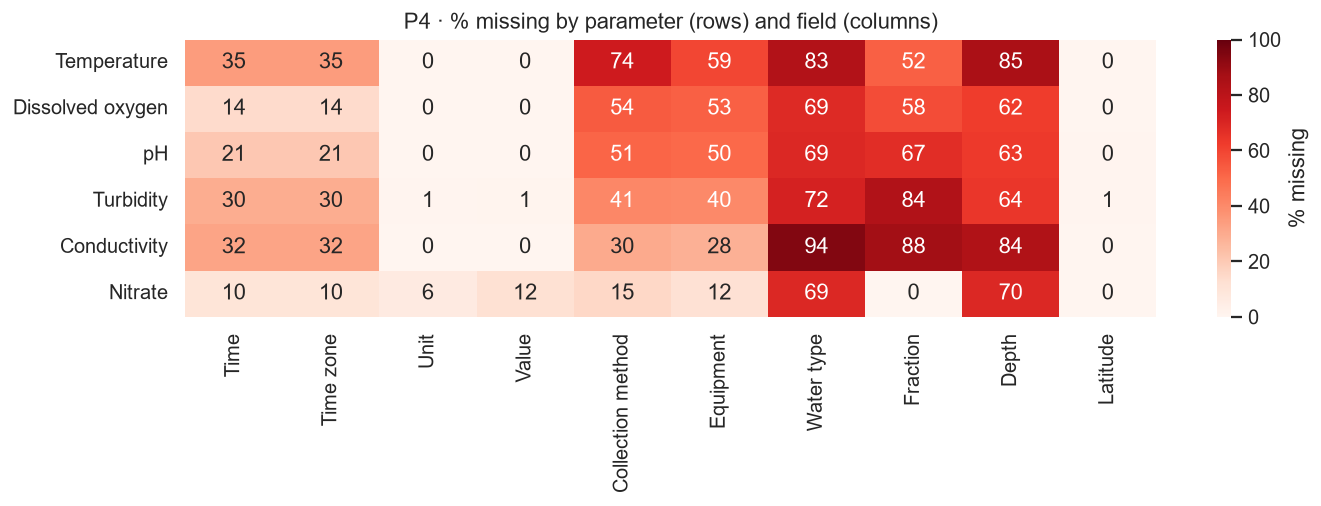 P4 · % missing by parameter (rows) and field (columns)
Temperature 35 35 0 0 74 59 83 52 85 0
Dissolved oxygen 14 14 0 0 54 53 69 58 62 0
pH 21 21 0 0 51 50 69 67 63 0
Turbidity 30 30 1 1 41 40 72 84 64 1
Conductivity 32 32 0 0 30 28 94 88 84 0
Nitrate 10 10 6 12 15 12 69 0 70 0
Time
Time zone
Unit
Value
Collection method
Equipment
Water type
Fraction
Depth
Latitude
100
80
60
40
20
0
% missing